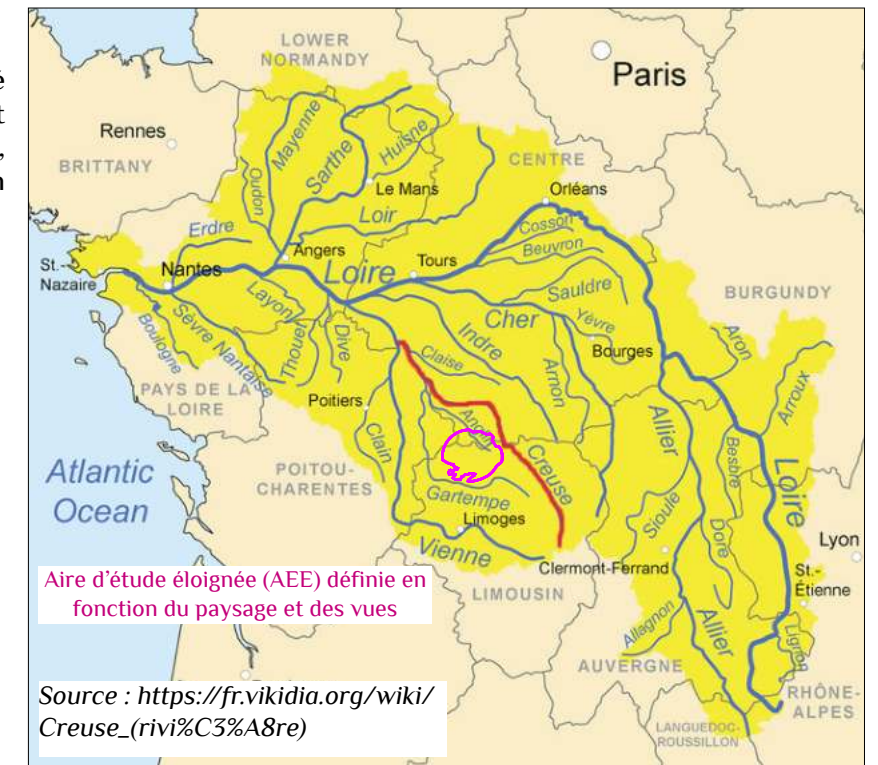 é
t
,
n
LOWER
NORMANDY
Paris
Rennes
BRITTANY
Mayenne
Sarthe
Huisne
Oudon
Le Mans
CENTRE
Orléans
Loir
Cosson
Beuvron
Erdre
Angers
Tours
St.-
Nazaire
Nantes
Loire
Layon
Sauldre
BURGUNDY
Cher
Yèvre
Boulogne
Sèvre Nantaise
Thouet
Dive
Indre
Bourges
Aron
Claise
Arnon
Arroux
PAYS DE LA
LOIRE
Poitiers
Clain
Creuse
Allier
Besbre
Loire
Atlantic
Ocean
POITOU-
CHARENTES
Gartempe
Limoges
Sioule
Dore
Vienne
Lyon
Clermont-Ferrand
St.-
Étienne
Aire d’étude éloignée (AEE) définie en
fonction du paysage et des vues
LIMOUSIN
Allagnon
Allier
Lignon
AUVERGNE
Source : https://fr.vikidia.org/wiki/
Creuse_(rivi%C3%A8re)
RHÔNE-
ALPES
LANGUEDOC-
ROUSSILLON